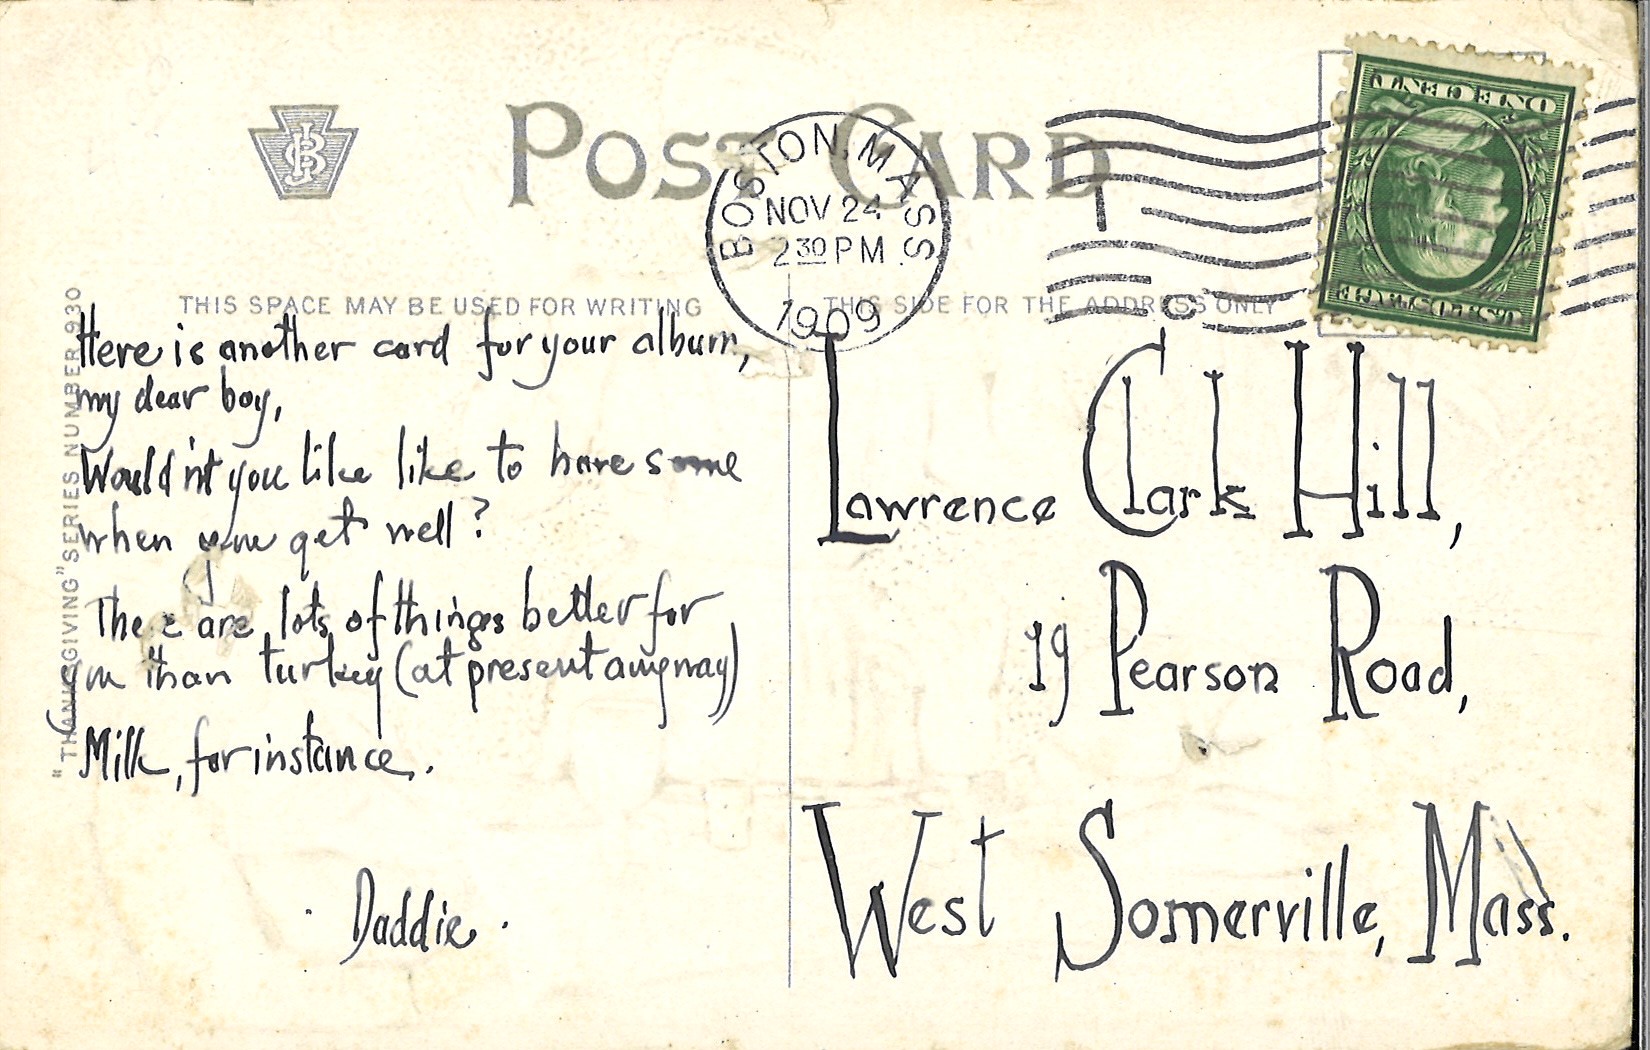 POST CARD
BOSTON, MASS.
NOV 24
2 30 PM
1909
1
C
ONE CENT
U.S. POSTAGE
"THANKSGIVING" SERIES NUMBER 930
THIS SPACE MAY BE USED FOR WRITING
Here is another card for your album,
my dear boy,
Would'nt you like like to have some
when you get well?
There are lots of things better for
you than turkey (at present anyway)
Milk, for instance.
Daddie.
THIS SIDE FOR THE ADDRESS ONLY
Lawrence Clark Hill,
19 Pearson Road,
West Somerville, Mass.